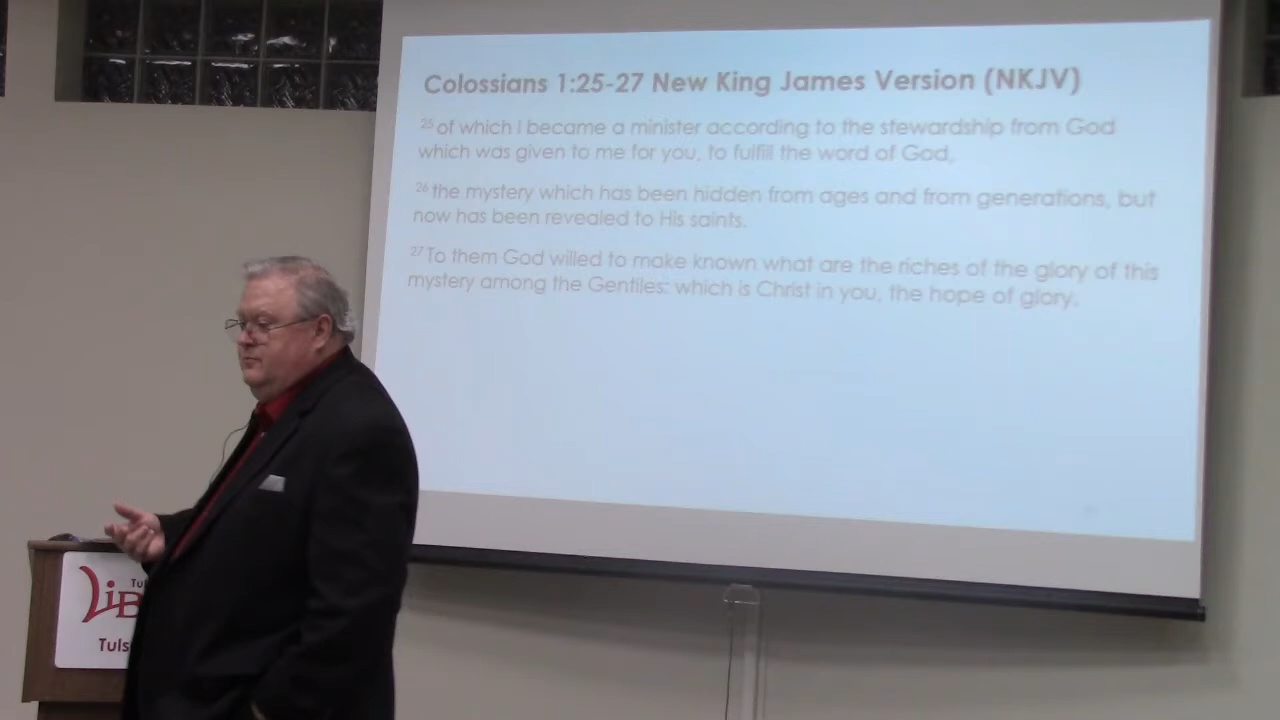 Colossians 1:25-27 New King James Version (NKJV)
25 of which I became a minister according to the stewardship from God
which was given to me for you, to fulfill the word of God,
26 the mystery which has been hidden from ages and from generations, but
now has been revealed to His saints.
27 To them God willed to make known what are the riches of the glory of this
mystery among the Gentiles: which is Christ in you, the hope of glory.
Tul
LiB
Tuls